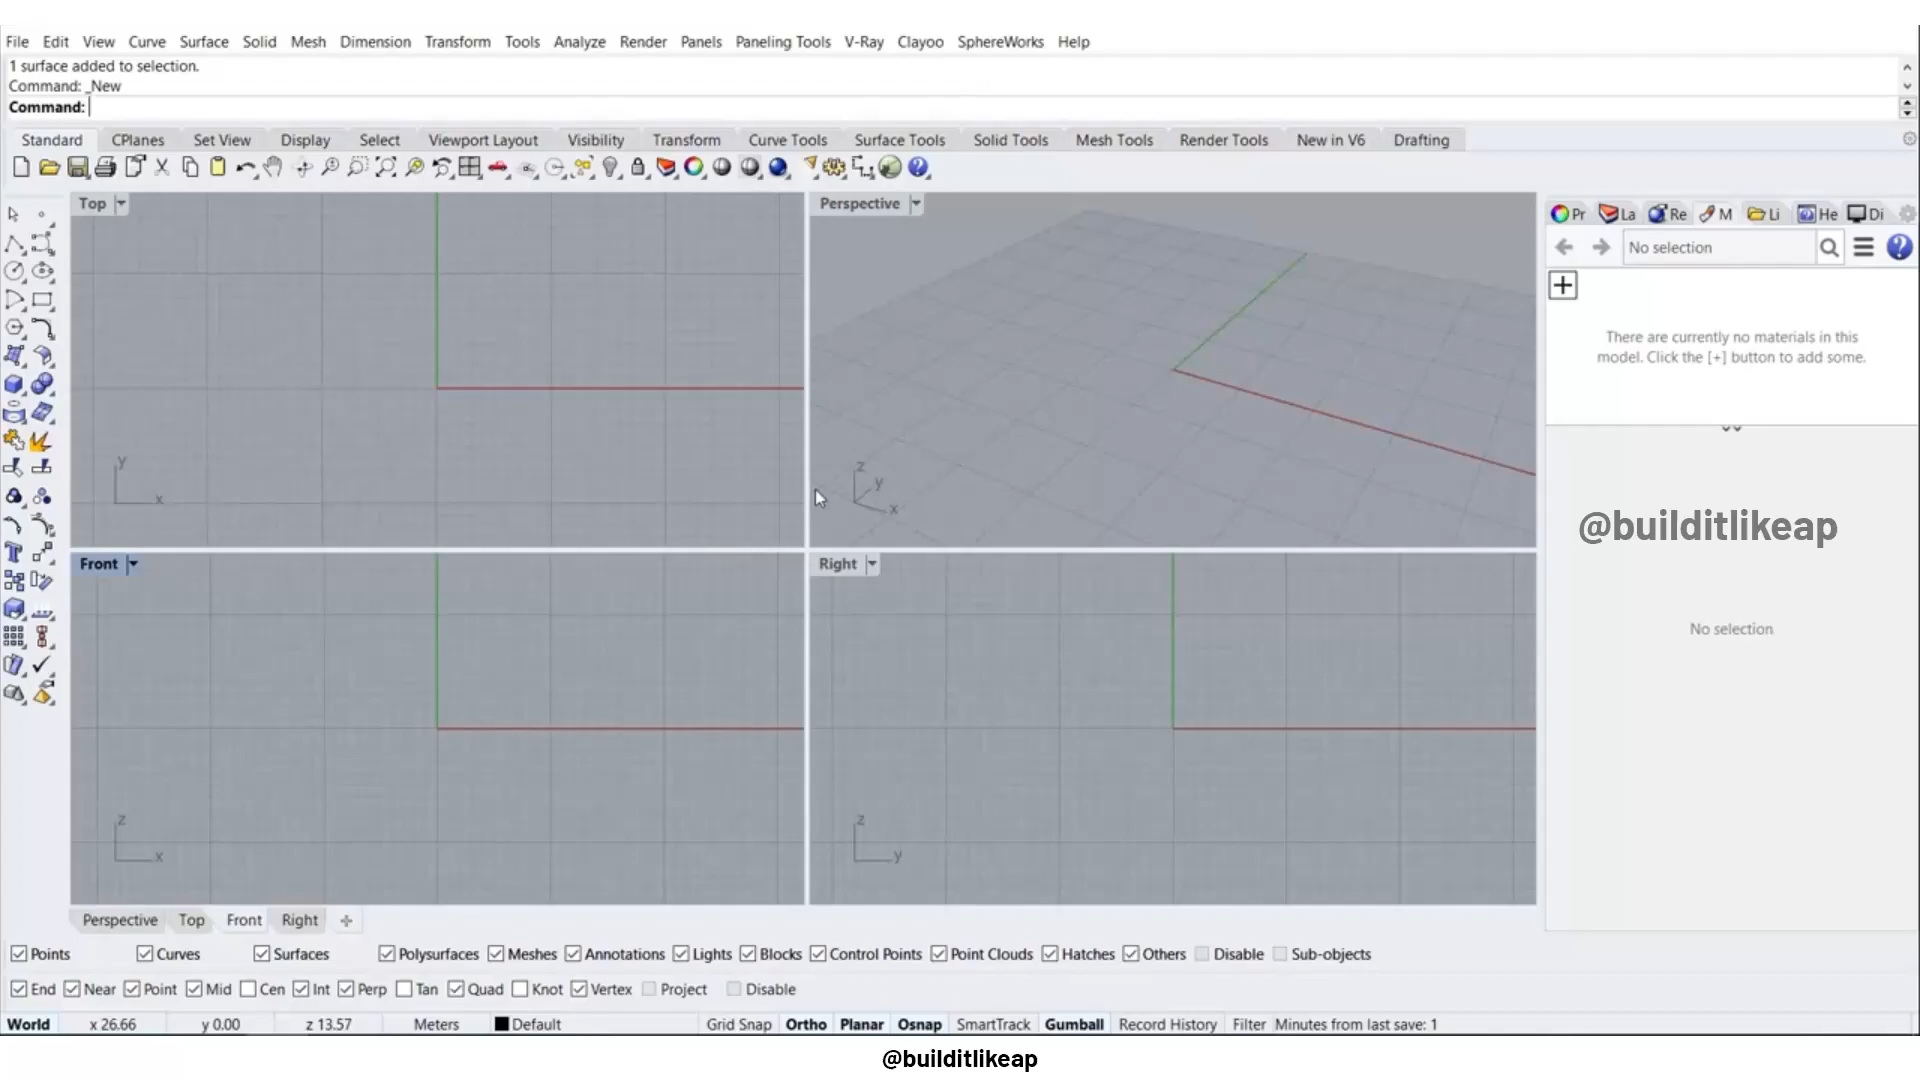 File Edit View Curve Surface Solid Mesh Dimension Transform Tools Analyze Render Panels Paneling Tools V-Ray Clayoo SphereWorks Help
1 surface added to selection.
Command: _New
Command:
Standard CPlanes Set View Display Select Viewport Layout Visibility Transform Curve Tools Surface Tools Solid Tools Mesh Tools Render Tools New in V6 Drafting
Top
Perspective
Pr La Re M Li He Di
No selection
There are currently no materials in this
model. Click the [+] button to add some.
y
x
z
y
x
@builditlikeap
Front
Right
No selection
z
x
z
y
Perspective Top Front Right
Points Curves Surfaces Polysurfaces Meshes Annotations Lights Blocks Control Points Point Clouds Hatches Others Disable Sub-objects
End Near Point Mid Cen Int Perp Tan Quad Knot Vertex Project Disable
World x 26.66 y 0.00 z 13.57 Meters Default Grid Snap Ortho Planar Osnap SmartTrack Gumball Record History Filter Minutes from last save: 1
@builditlikeap